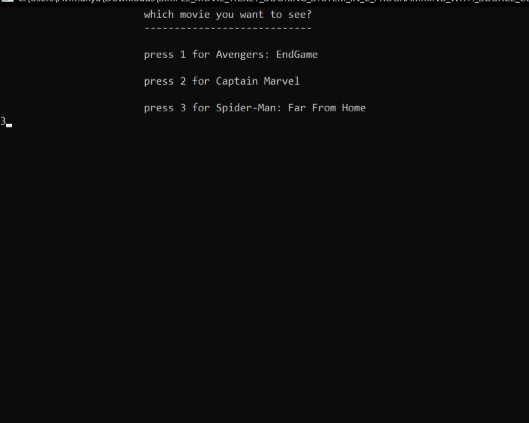 which movie you want to see?
----------------------------
press 1 for Avengers: EndGame
press 2 for Captain Marvel
press 3 for Spider-Man: Far From Home
3